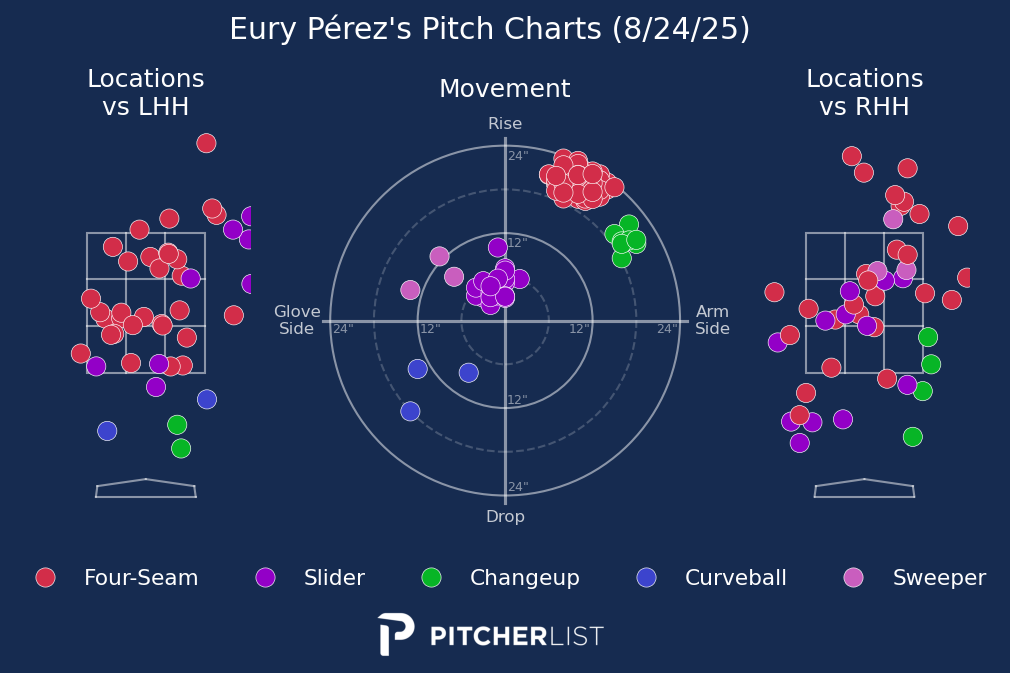 Eury Pérez's Pitch Charts (8/24/25)
Locations
vs LHH
Movement
Locations
vs RHH
Rise
24"
12"
Glove
Side
24"
12"
12"
24"
Arm
Side
12"
24"
Drop
Four-Seam
Slider
Changeup
Curveball
Sweeper
PITCHERLIST